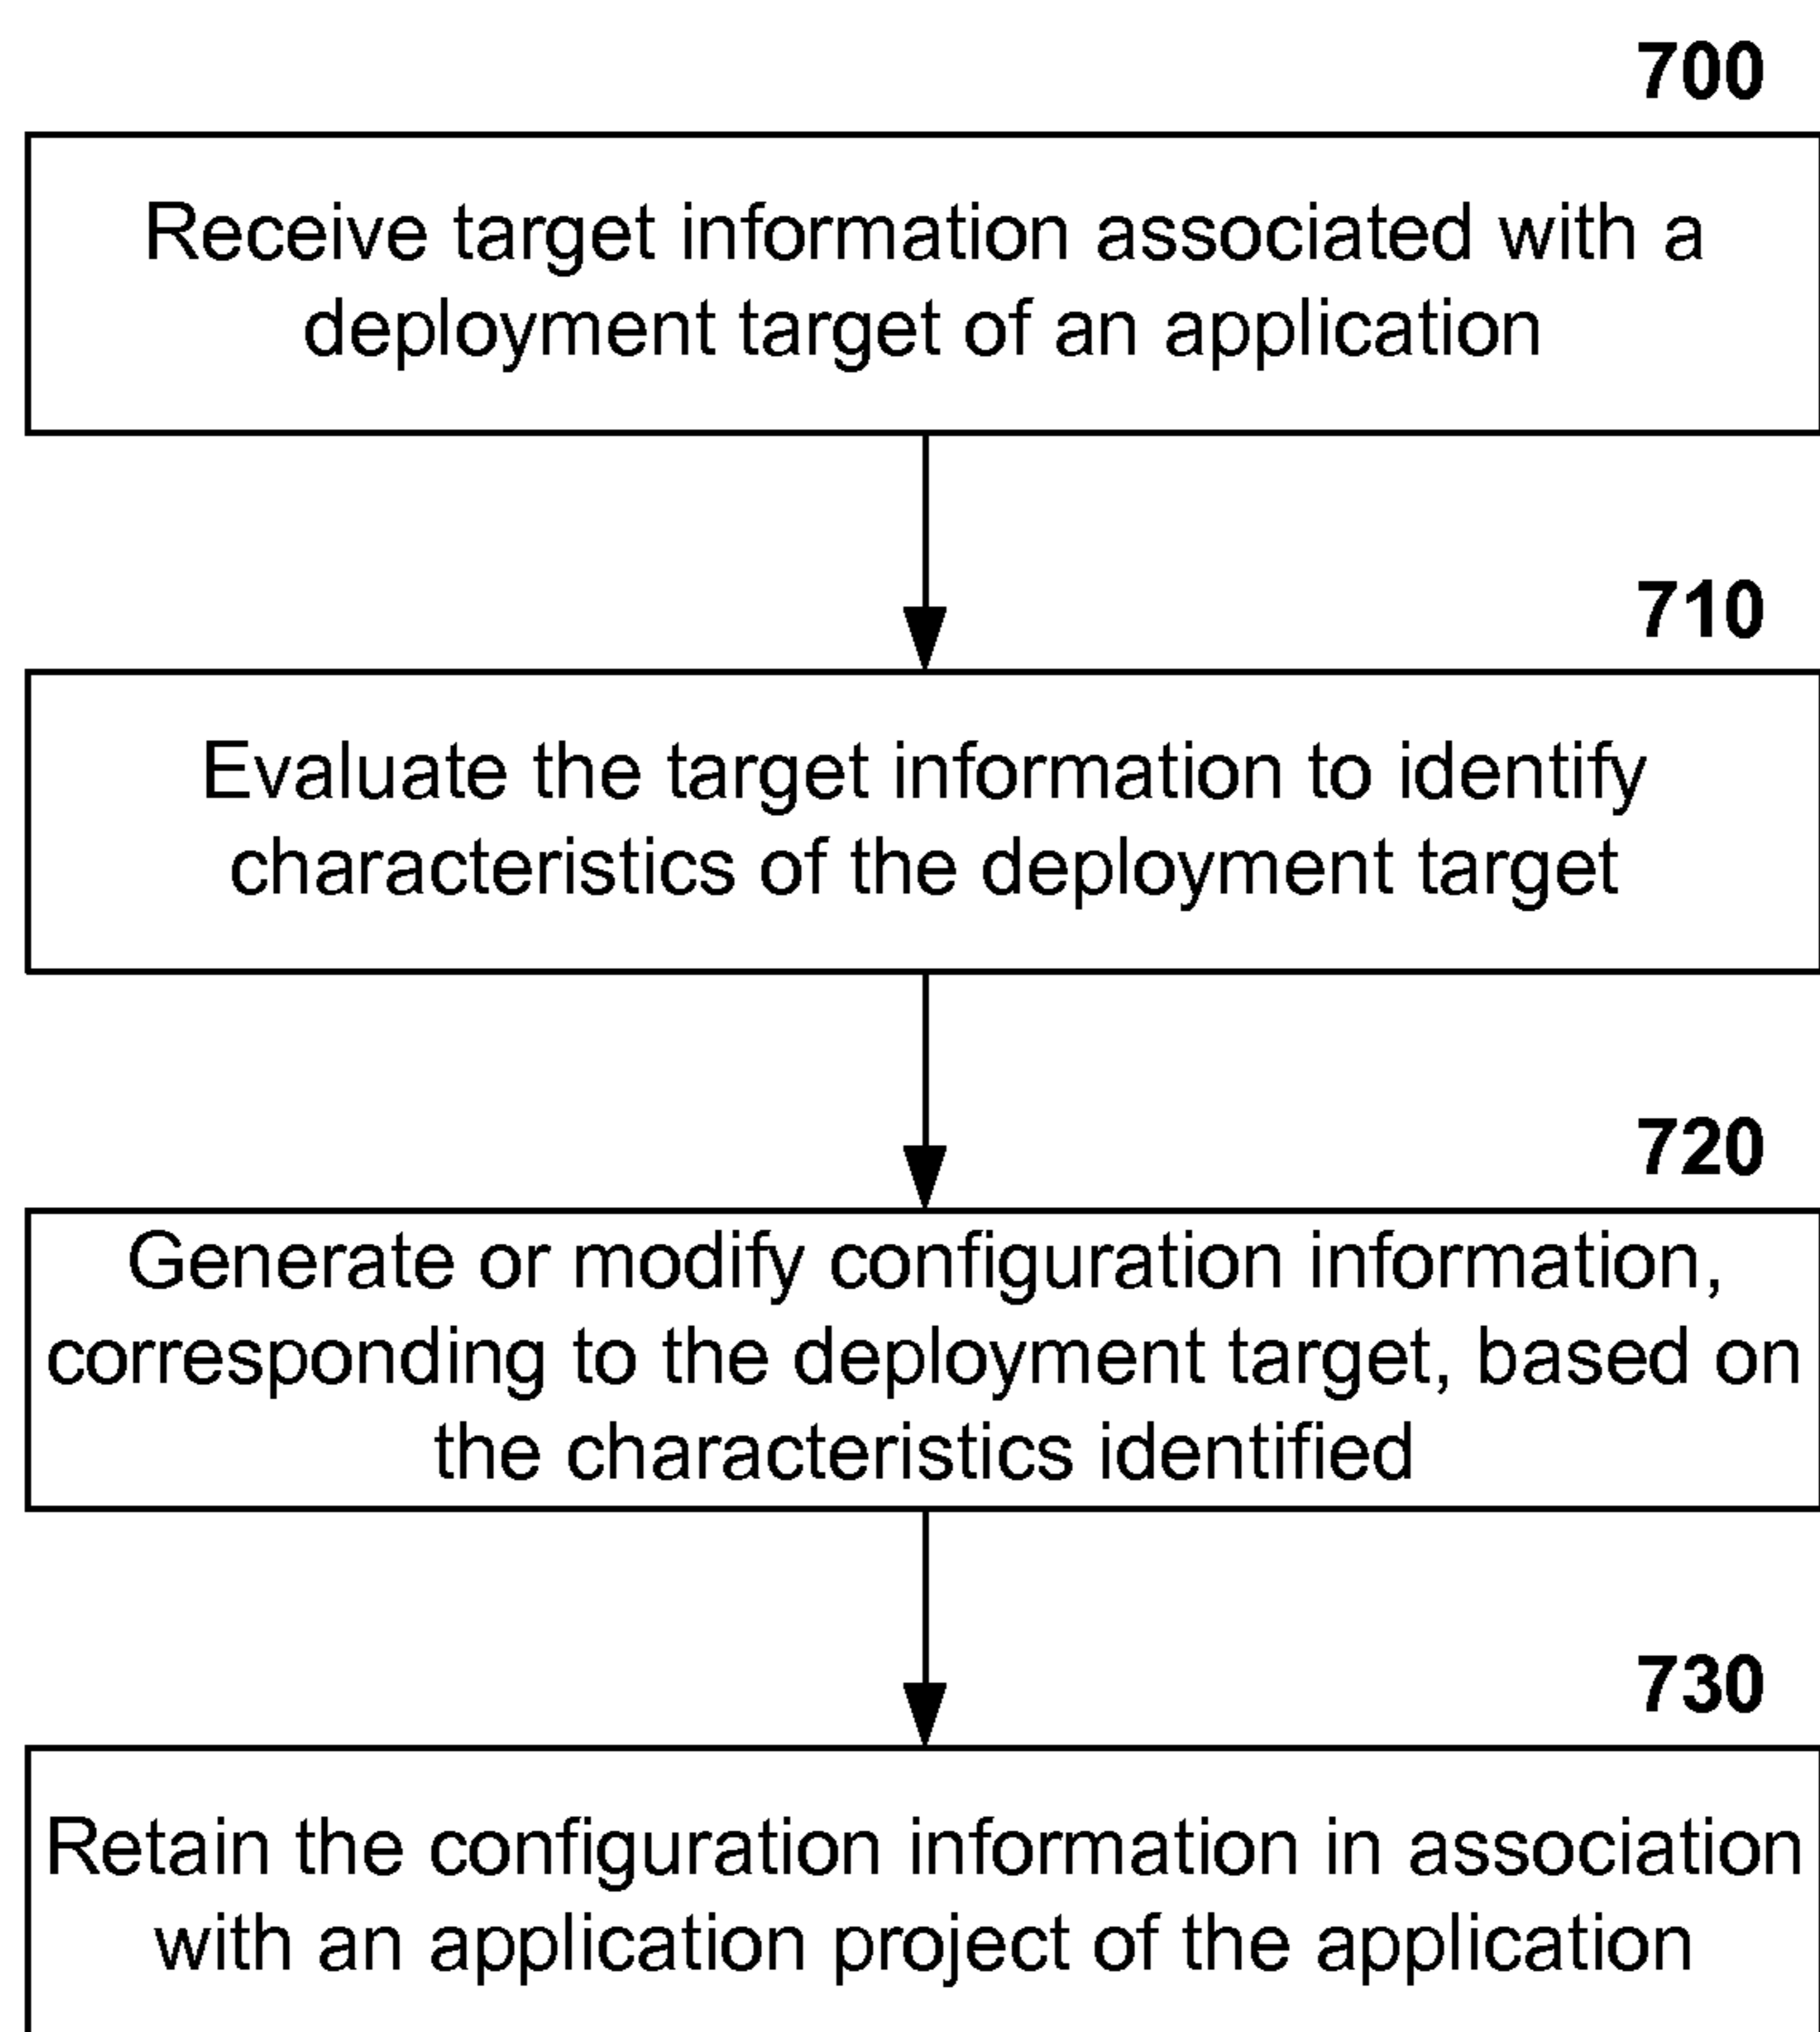 700
Receive target information associated with a
deployment target of an application
710
Evaluate the target information to identify
characteristics of the deployment target
720
Generate or modify configuration information,
corresponding to the deployment target, based on
the characteristics identified
730
Retain the configuration information in association
with an application project of the application